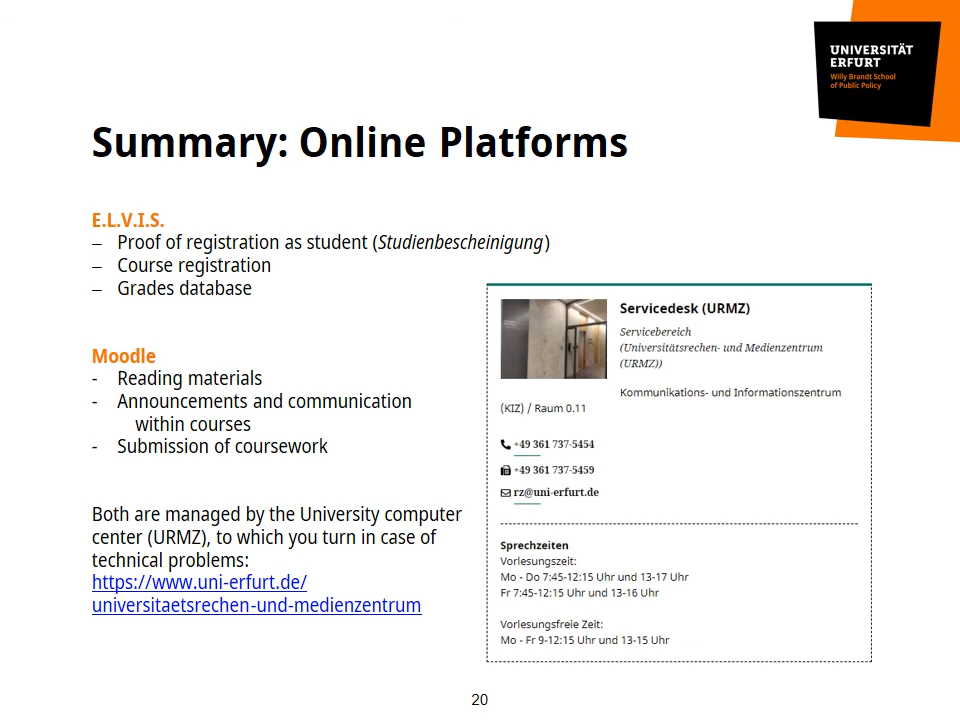 UNIVERSITÄT
ERFURT
Willy Brandt School
of Public Policy
Summary: Online Platforms
E.L.V.I.S.
– Proof of registration as student (Studienbescheinigung)
– Course registration
– Grades database
Moodle
- Reading materials
- Announcements and communication
within courses
- Submission of coursework
Both are managed by the University computer
center (URMZ), to which you turn in case of
technical problems:
https://www.uni-erfurt.de/
universitaetsrechen-und-medienzentrum
Servicedesk (URMZ)
Servicebereich
(Universitätsrechen- und Medienzentrum
(URMZ))
Kommunikations- und Informationszentrum
(KIZ) / Raum 0.11
+49 361 737-5454
+49 361 737-5459
rz@uni-erfurt.de
Sprechzeiten
Vorlesungszeit:
Mo - Do 7:45-12:15 Uhr und 13-17 Uhr
Fr 7:45-12:15 Uhr und 13-16 Uhr
Vorlesungsfreie Zeit:
Mo - Fr 9-12:15 Uhr und 13-15 Uhr
20